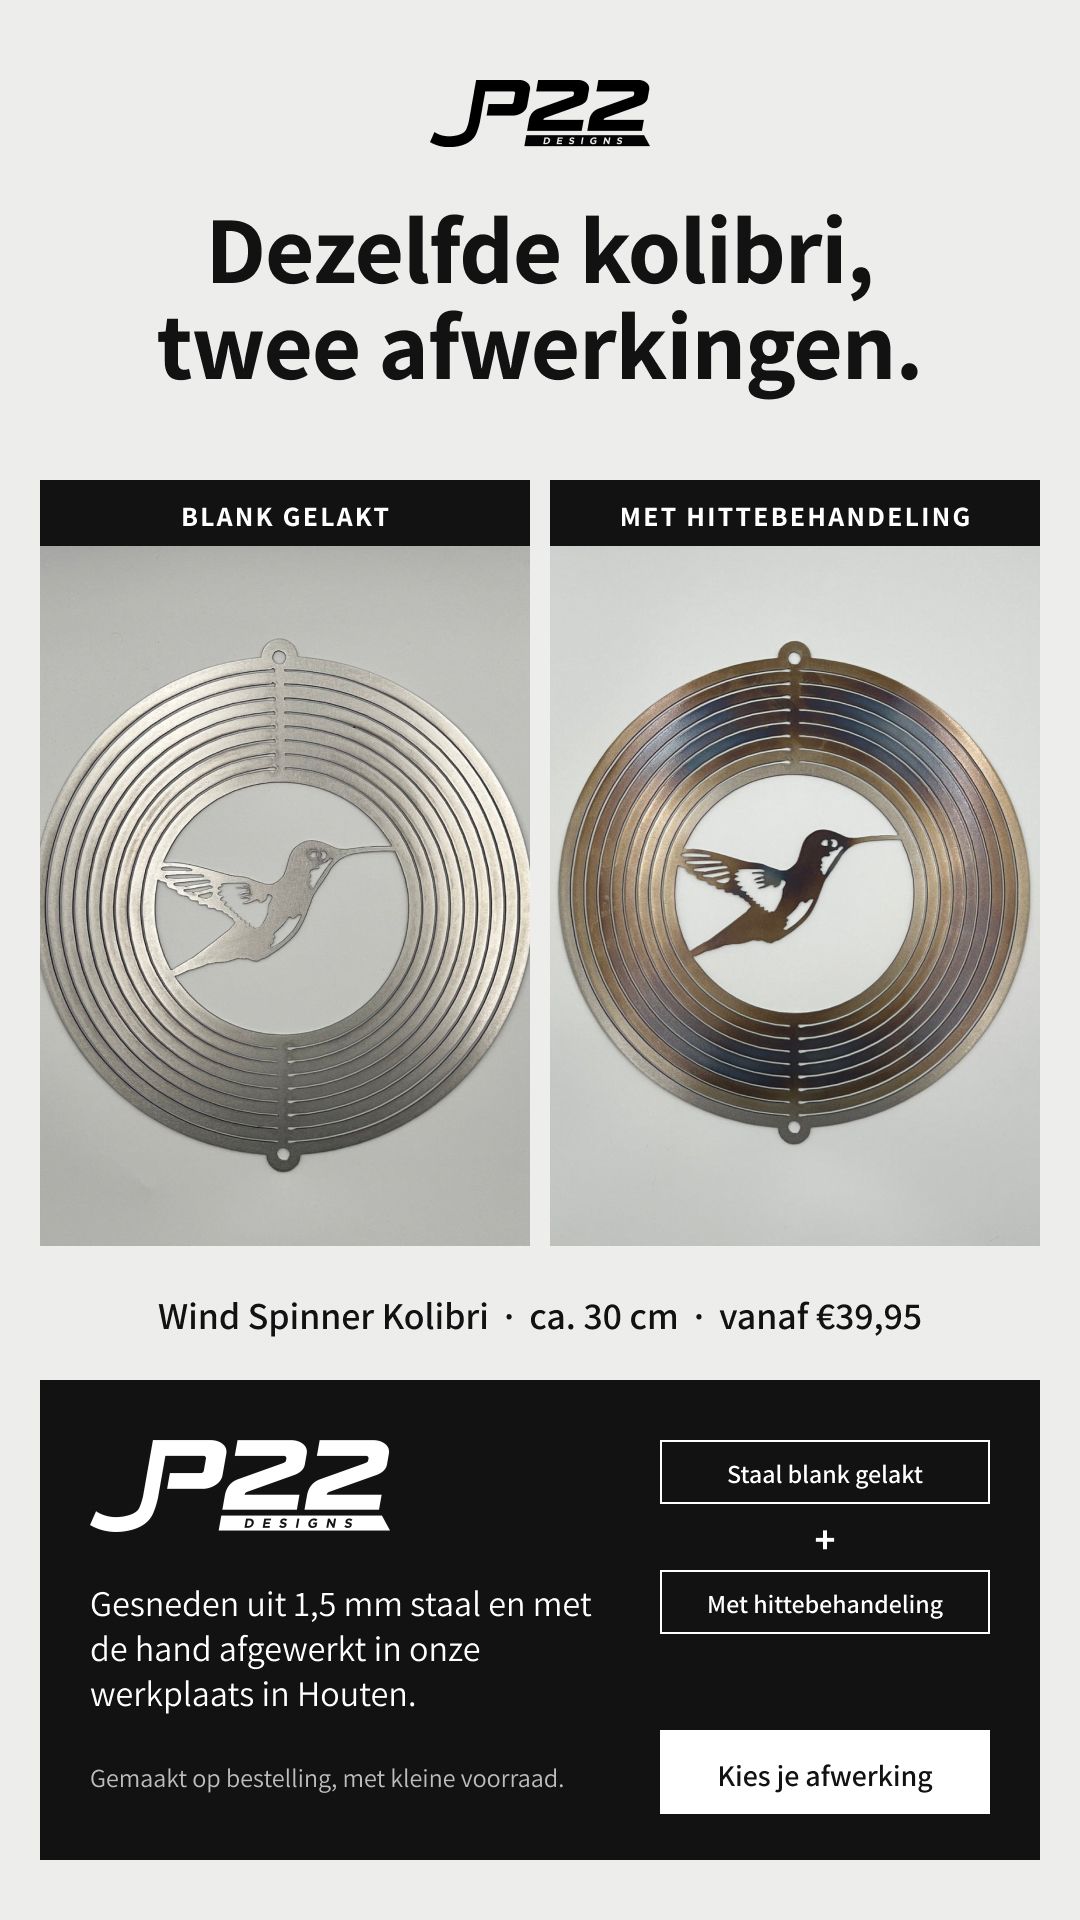 JP22
DESIGNS
Dezelfde kolibri,
twee afwerkingen.
BLANK GELAKT
MET HITTEBEHANDELING
Wind Spinner Kolibri · ca. 30 cm · vanaf €39,95
JP22
DESIGNS
Gesneden uit 1,5 mm staal en met
de hand afgewerkt in onze
werkplaats in Houten.
Gemaakt op bestelling, met kleine voorraad.
Staal blank gelakt
+
Met hittebehandeling
Kies je afwerking